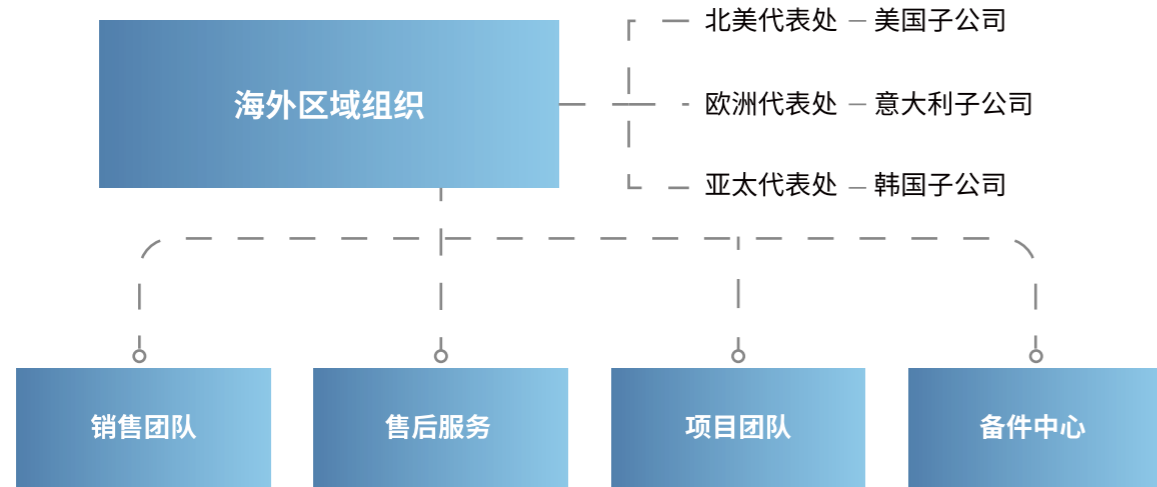 北美代表处 – 美国子公司
海外区域组织
欧洲代表处 – 意大利子公司
亚太代表处 – 韩国子公司
销售团队
售后服务
项目团队
备件中心